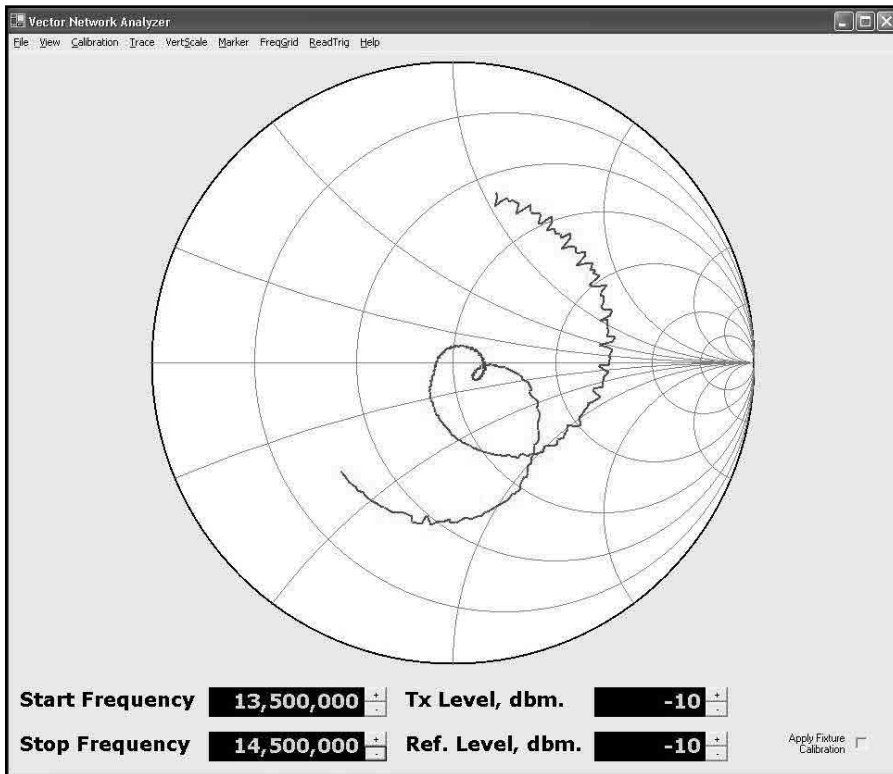 Vector Network Analyzer
File View Calibration Trace VertScale Marker FreqGrid ReadTrig Help
Start Frequency 13,500,000 + - Tx Level, dbm. -10 + -
Stop Frequency 14,500,000 + - Ref. Level, dbm. -10 + -
Apply Fixture
Calibration